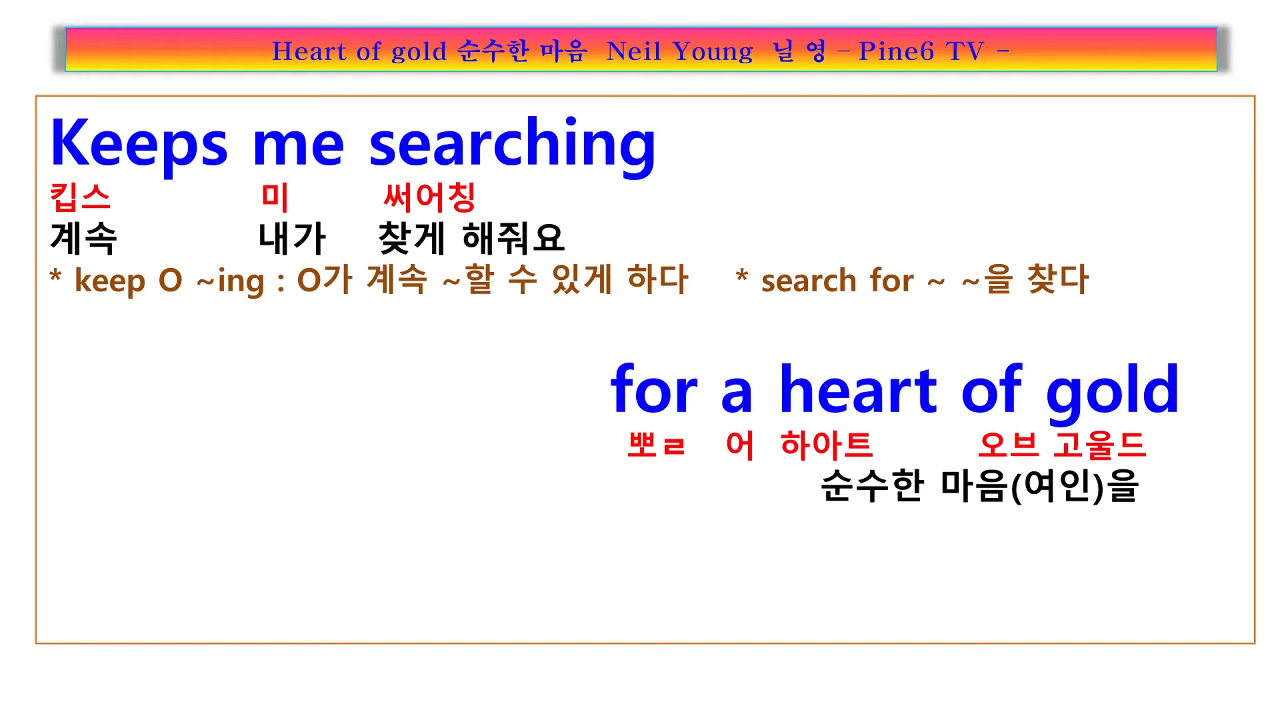 Heart of gold 순수한 마음 Neil Young 닐 영 – Pine6 TV -
Keeps me searching
킵스 미 써어칭
계속 내가 찾게 해줘요
* keep O ~ing : O가 계속 ~할 수 있게 하다 * search for ~ ~을 찾다
for a heart of gold
뽀ㄹ 어 하아트 오브 고울드
순수한 마음(여인)을